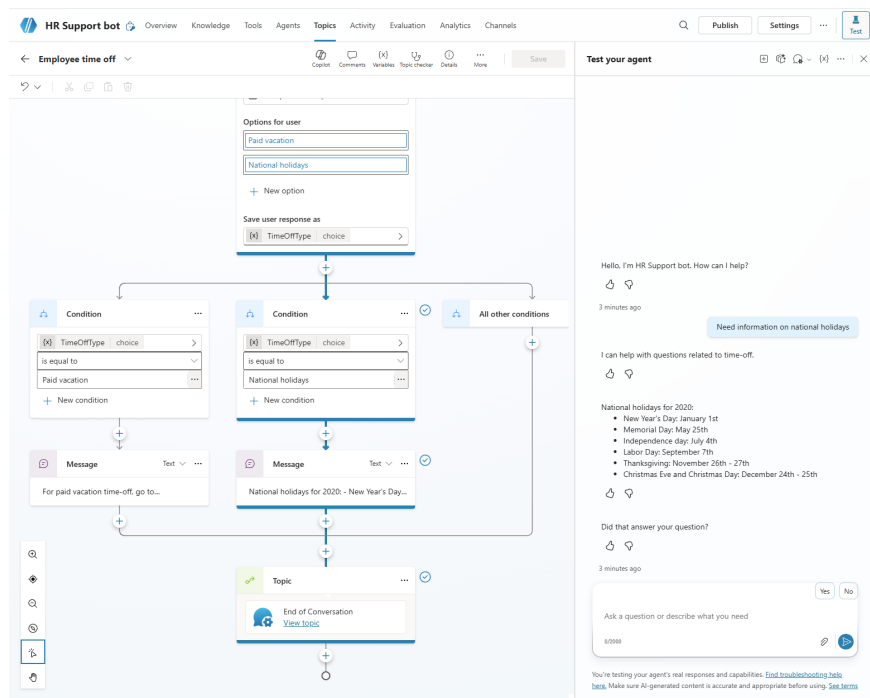 HR Support bot
Overview Knowledge Tools Agents Topics Activity Evaluation Analytics Channels
Publish Settings ... Test
Employee time off
Copilot Comments Variables Topic checker Details More
Save
Options for user
Paid vacation
National holidays
New option
Save user response as
{x} TimeOffType choice
Condition ...
{x} TimeOffType choice
is equal to
Paid vacation ...
New condition
Condition ...
{x} TimeOffType choice
is equal to
National holidays ...
New condition
All other conditions
Message Text ...
For paid vacation time-off, go to...
Message Text ...
National holidays for 2020: - New Year's Day...
Topic ...
End of Conversation
View topic
Test your agent
{x} ...
Hello, I'm HR Support bot. How can I help?
3 minutes ago
Need information on national holidays
I can help with questions related to time-off.
National holidays for 2020:
• New Year's Day: January 1st
• Memorial Day: May 25th
• Independence day: July 4th
• Labor Day: September 7th
• Thanksgiving: November 26th - 27th
• Christmas Eve and Christmas Day: December 24th - 25th
Did that answer your question?
3 minutes ago
Yes No
Ask a question or describe what you need
0/2000
You're testing your agent's real responses and capabilities. Find troubleshooting help
here. Make sure AI-generated content is accurate and appropriate before using. See terms